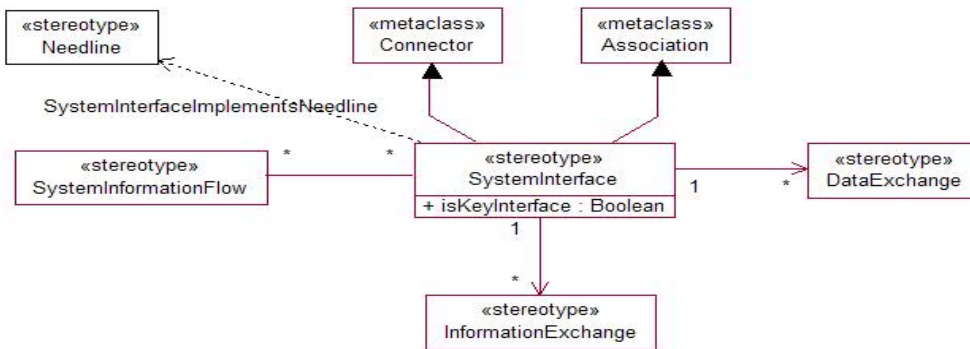 «stereotype»
Needline
«metaclass»
Connector
«metaclass»
Association
SystemInterfaceImplementsNeedline
«stereotype»
SystemInformationFlow
*
*
«stereotype»
SystemInterface
+ isKeyInterface : Boolean
1
*
«stereotype»
DataExchange
1
*
«stereotype»
InformationExchange